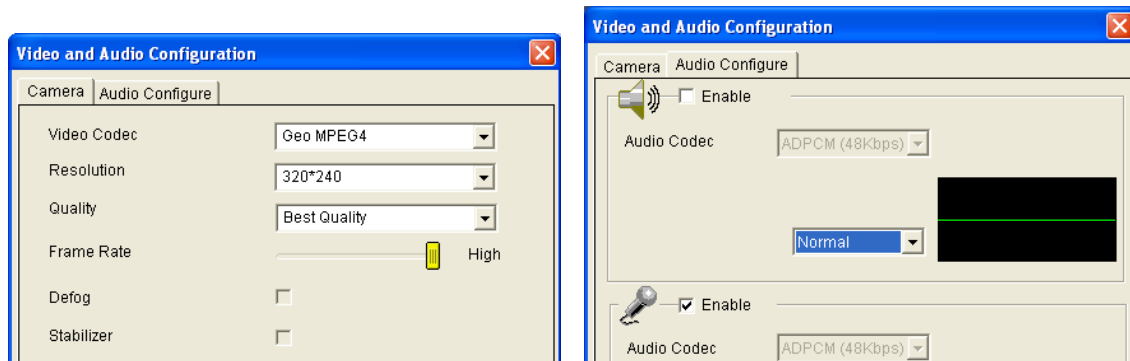 Video and Audio Configuration
Camera Audio Configure
Video Codec Geo MPEG4
Resolution 320*240
Quality Best Quality
Frame Rate High
Defog
Stabilizer
Video and Audio Configuration
Camera Audio Configure
Enable
Audio Codec ADPCM (48Kbps)
Normal
Enable
Audio Codec ADPCM (48Kbps)